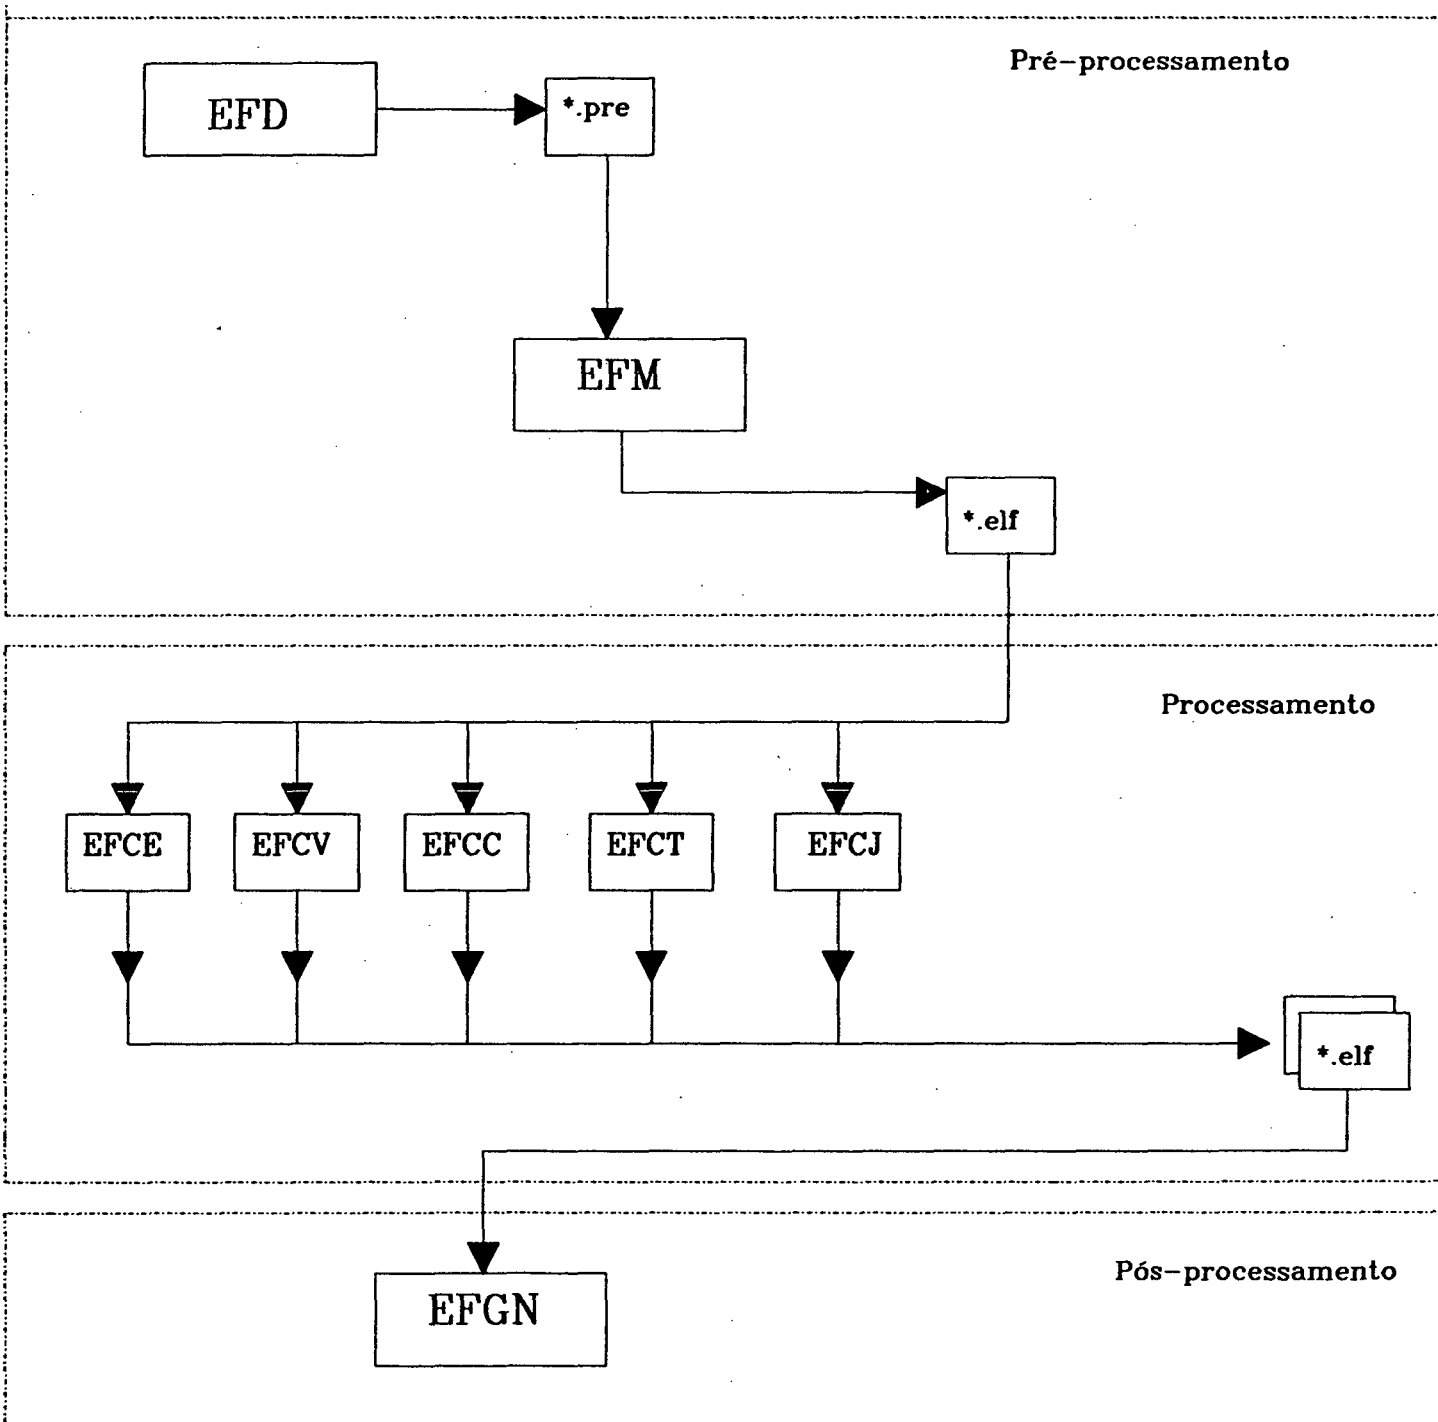 Pré-processamento
EFD
*.pre
EFM
*.elf
Processamento
EFCE
EFCV
EFCC
EFCT
EFCJ
*.elf
Pós-processamento
EFGN